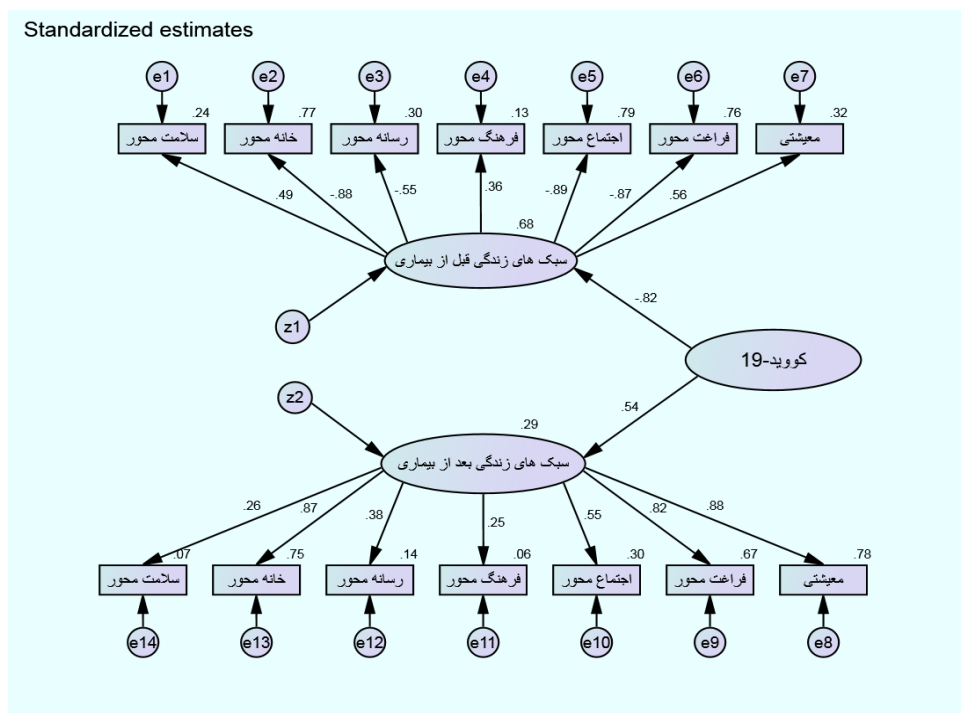 Standardized estimates
e1 e2 e3 e4 e5 e6 e7
.24 .77 .30 .13 .79 .76 .32
سلامت محور
خانه محور
رسانه محور
فرهنگ محور
اجتماع محور
فراغت محور
معیشتی
.49 -.88 -.55 .36 -.89 -.87 .56
.68
سبک های زندگی قبل از بیماری
-.82
z1
کووید-19
z2
.54
.29
سبک های زندگی بعد از بیماری
.26 .87 .38 .25 .55 .82 .88
.07 .75 .14 .06 .30 .67 .78
سلامت محور
خانه محور
رسانه محور
فرهنگ محور
اجتماع محور
فراغت محور
معیشتی
e14 e13 e12 e11 e10 e9 e8